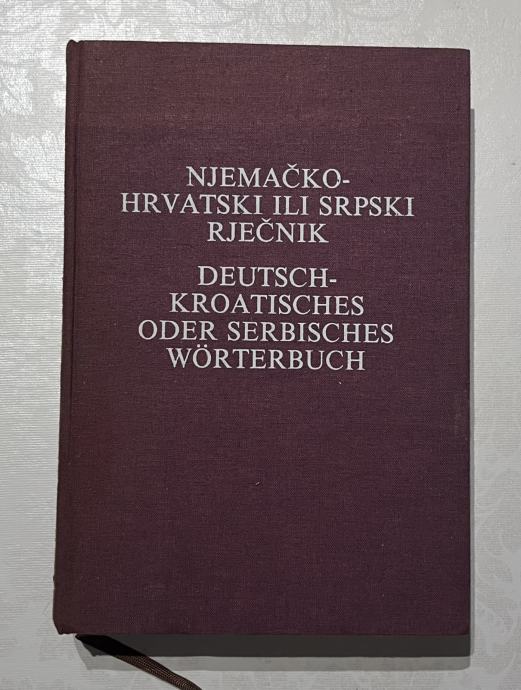 NJEMAČKO-
HRVATSKI ILI SRPSKI
RJEČNIK
DEUTSCH-
KROATISCHES
ODER SERBISCHES
WÖRTERBUCH